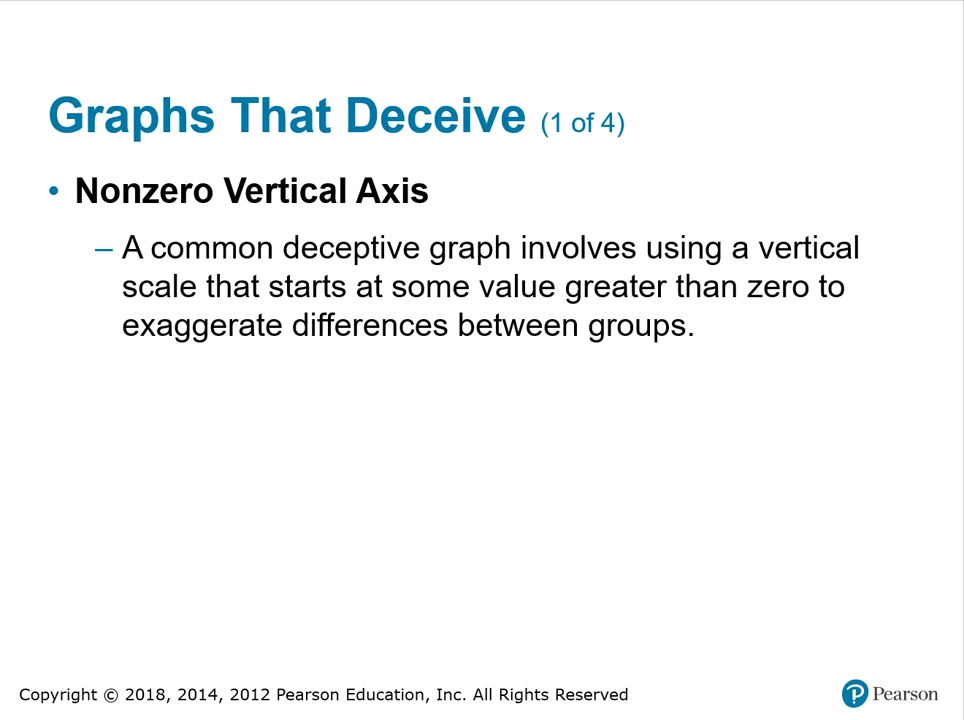 Graphs That Deceive (1 of 4)
• Nonzero Vertical Axis
– A common deceptive graph involves using a vertical
scale that starts at some value greater than zero to
exaggerate differences between groups.
Copyright © 2018, 2014, 2012 Pearson Education, Inc. All Rights Reserved
P Pearson